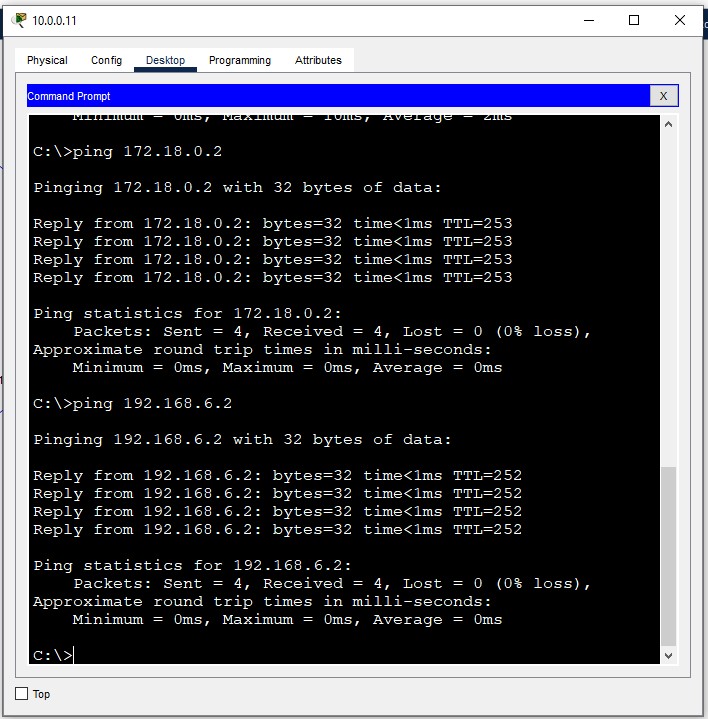 10.0.0.11
Physical Config Desktop Programming Attributes
Command Prompt X
Minimum = 0ms, Maximum = 10ms, Average = 2ms
C:\>ping 172.18.0.2
Pinging 172.18.0.2 with 32 bytes of data:
Reply from 172.18.0.2: bytes=32 time<1ms TTL=253
Reply from 172.18.0.2: bytes=32 time<1ms TTL=253
Reply from 172.18.0.2: bytes=32 time<1ms TTL=253
Reply from 172.18.0.2: bytes=32 time<1ms TTL=253
Ping statistics for 172.18.0.2:
Packets: Sent = 4, Received = 4, Lost = 0 (0% loss),
Approximate round trip times in milli-seconds:
Minimum = 0ms, Maximum = 0ms, Average = 0ms
C:\>ping 192.168.6.2
Pinging 192.168.6.2 with 32 bytes of data:
Reply from 192.168.6.2: bytes=32 time<1ms TTL=252
Reply from 192.168.6.2: bytes=32 time<1ms TTL=252
Reply from 192.168.6.2: bytes=32 time<1ms TTL=252
Reply from 192.168.6.2: bytes=32 time<1ms TTL=252
Ping statistics for 192.168.6.2:
Packets: Sent = 4, Received = 4, Lost = 0 (0% loss),
Approximate round trip times in milli-seconds:
Minimum = 0ms, Maximum = 0ms, Average = 0ms
C:\>
Top